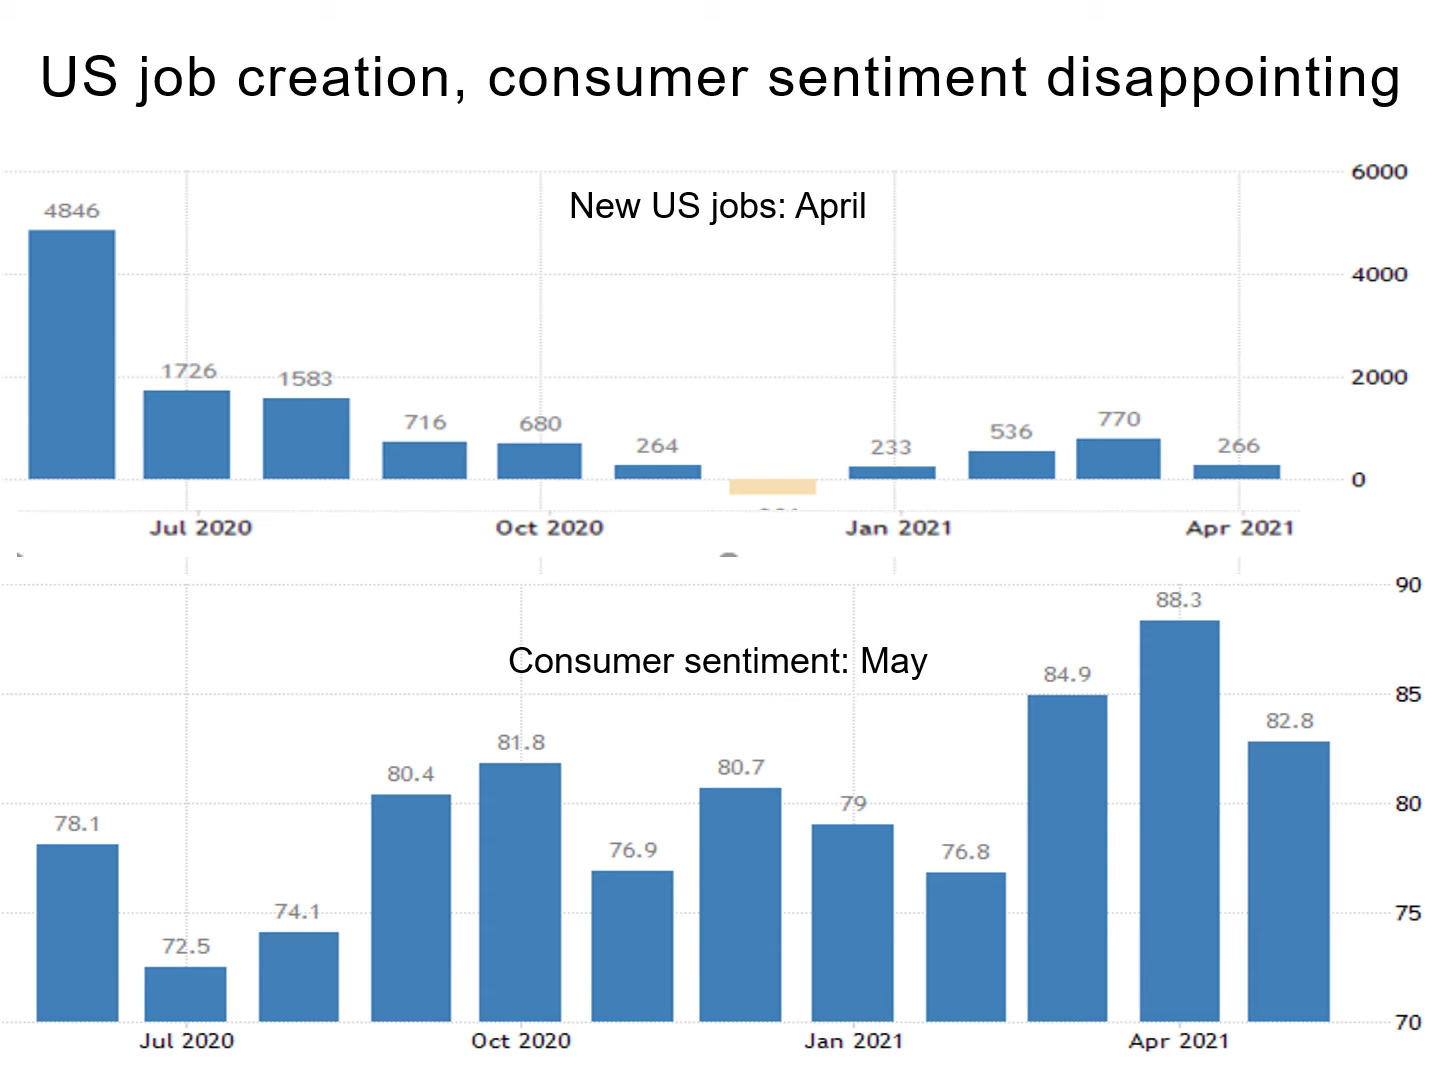 US job creation, consumer sentiment disappointing
6000
New US jobs: April
4846
4000
1726
1583
2000
716
680
264
233
536
770
266
0
Jul 2020
Oct 2020
Jan 2021
Apr 2021
90
88.3
Consumer sentiment: May
84.9
85
82.8
81.8
80.4
80.7
79
80
78.1
76.9
76.8
74.1
75
72.5
70
Jul 2020
Oct 2020
Jan 2021
Apr 2021